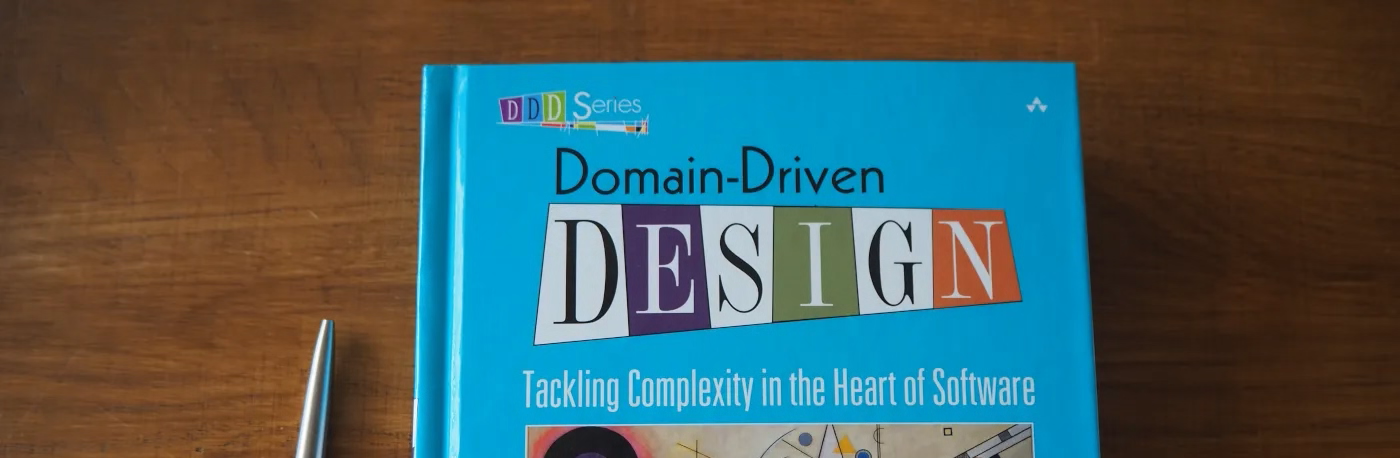 DDD Series
Domain-Driven
DESIGN
Tackling Complexity in the Heart of Software